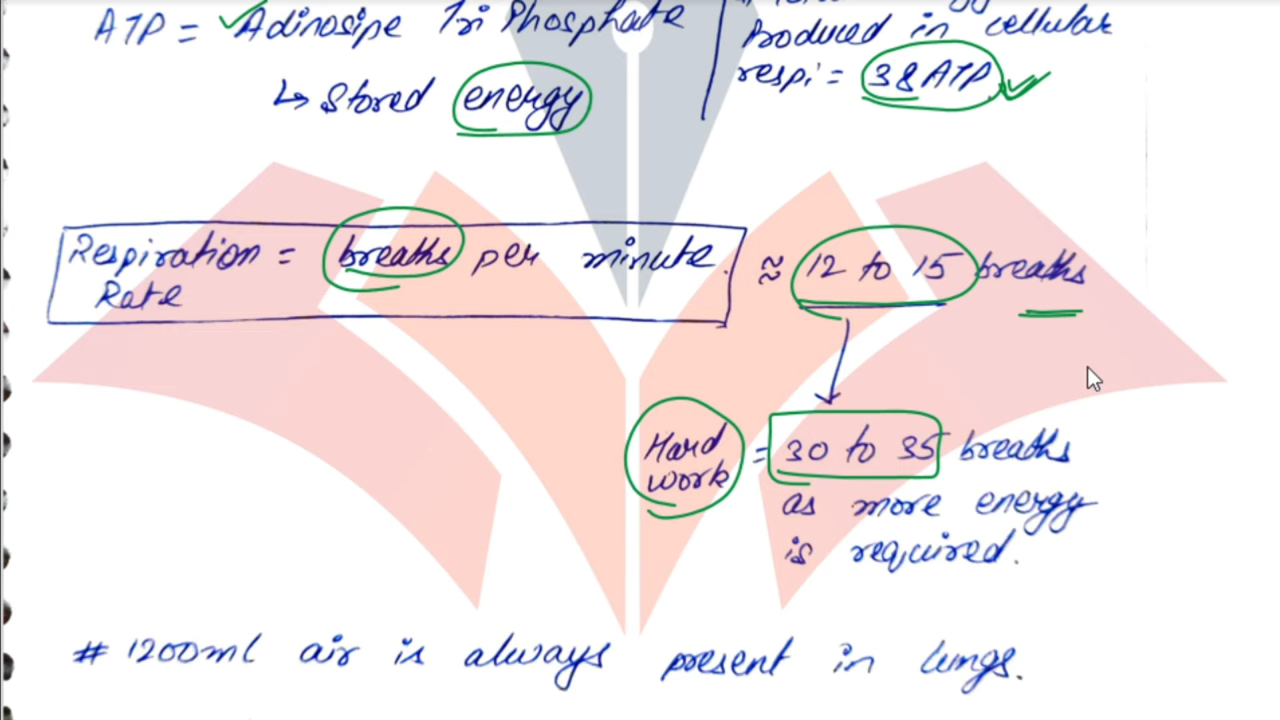 ATP = Adinosipe Tri Phosphate
↳ Stored energy
Produced in cellular
respi = 38 ATP
Respiration = breaths per minute.
Rate
≈ 12 to 15 breaths
Hard
work
= 30 to 35 breaths
as more energy
is required.
# 1200ml air is always present in lungs.